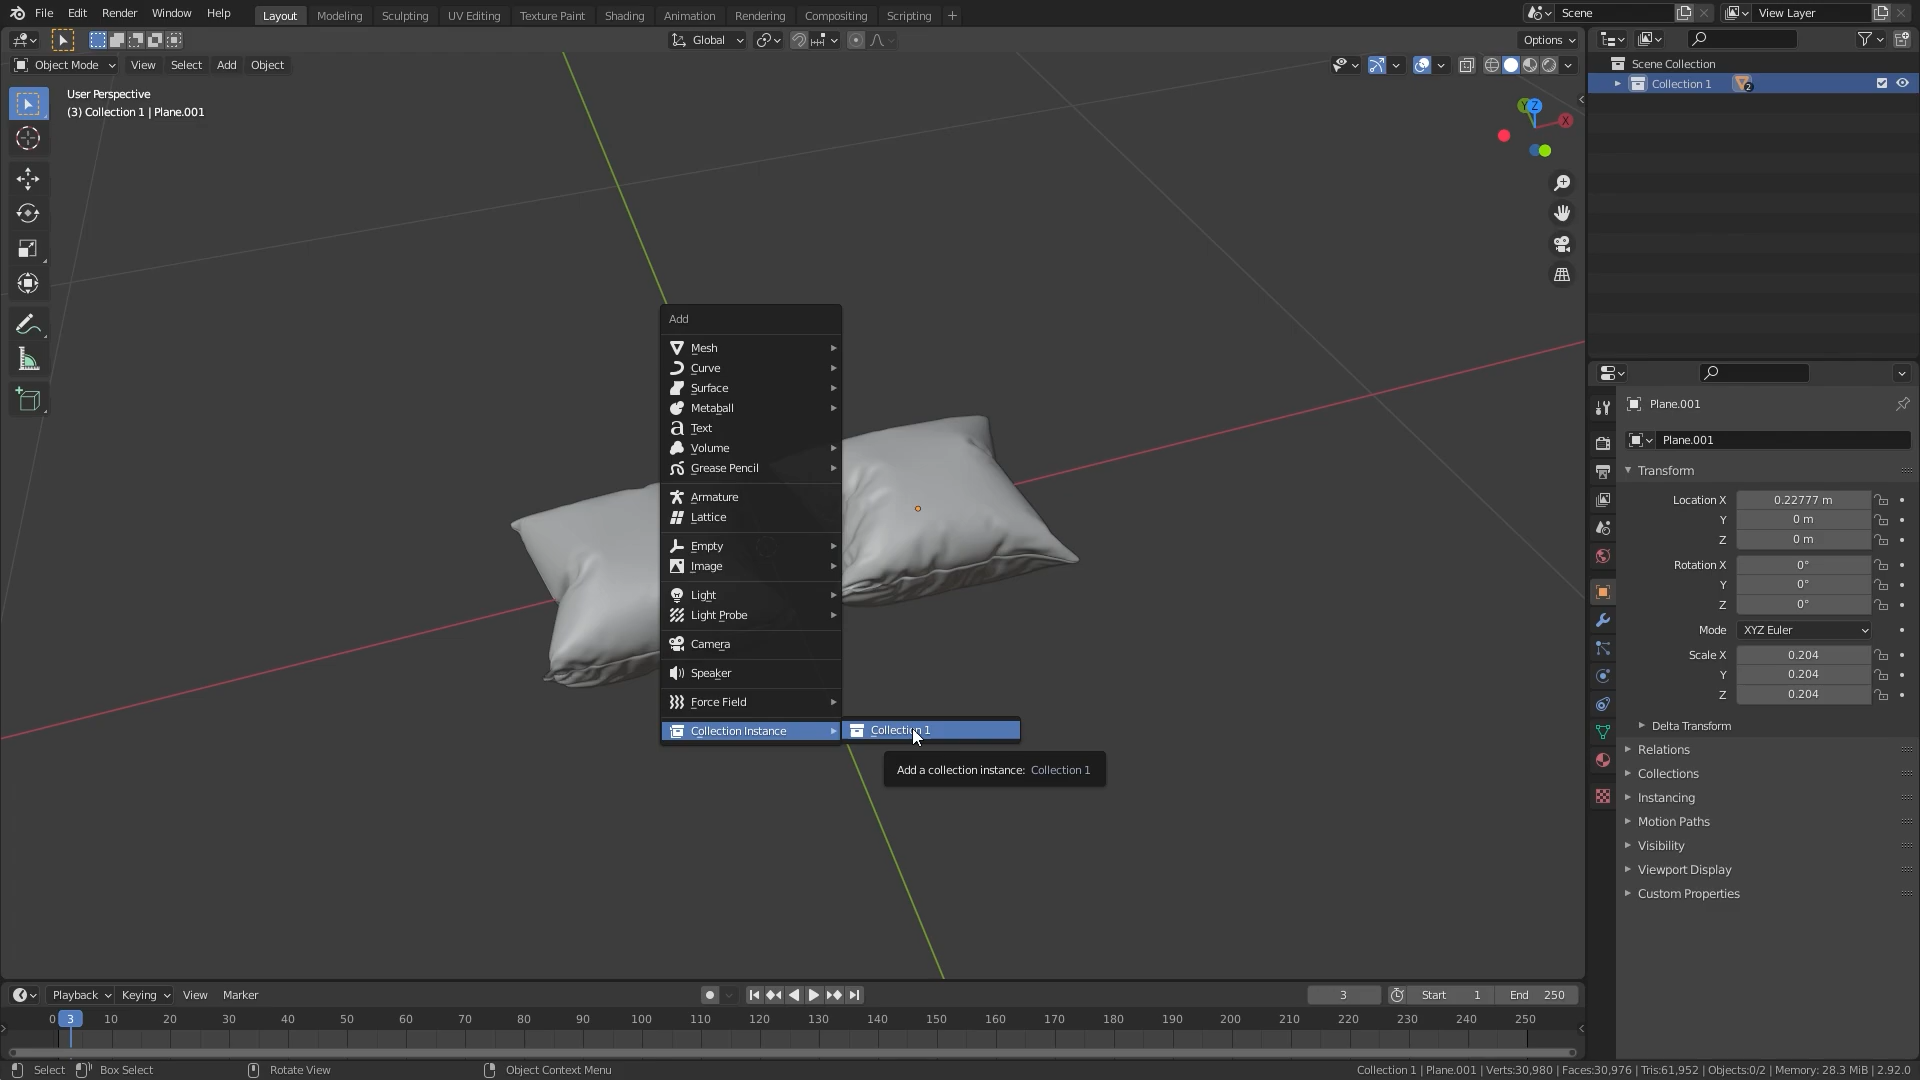 File Edit Render Window Help Layout Modeling Sculpting UV Editing Texture Paint Shading Animation Rendering Compositing Scripting + Scene View Layer
Global Options
Object Mode View Select Add Object
User Perspective
(3) Collection 1 | Plane.001
Y Z
X
Scene Collection
Collection 1 2
Add
Mesh
Curve
Surface
Metaball
Text
Volume
Grease Pencil
Armature
Lattice
Empty
Image
Light
Light Probe
Camera
Speaker
Force Field
Collection Instance
Collection 1
Add a collection instance: Collection 1
Plane.001
Plane.001
Transform
Location X 0.22777 m
Y 0 m
Z 0 m
Rotation X 0°
Y 0°
Z 0°
Mode XYZ Euler
Scale X 0.204
Y 0.204
Z 0.204
Delta Transform
Relations
Collections
Instancing
Motion Paths
Visibility
Viewport Display
Custom Properties
Playback Keying View Marker 3 Start 1 End 250
0 3 10 20 30 40 50 60 70 80 90 100 110 120 130 140 150 160 170 180 190 200 210 220 230 240 250
Select Box Select Rotate View Object Context Menu Collection 1 | Plane.001 | Verts:30,980 | Faces:30,976 | Tris:61,952 | Objects:0/2 | Memory: 28.3 MiB | 2.92.0